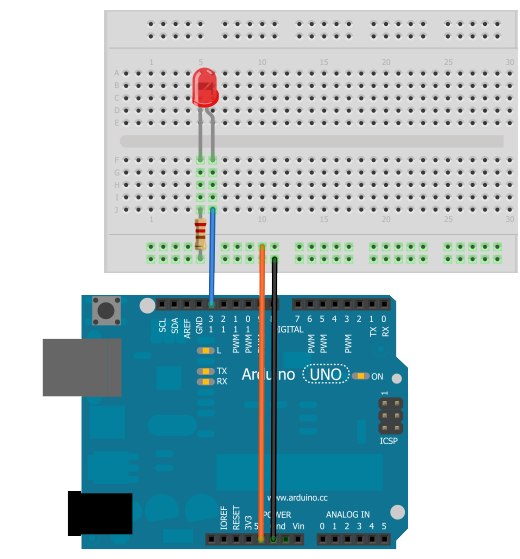 1 5 10 15 20 25 30
A
B
C
D
E
F
G
H
I
J
1 5 10 15 20 25 30
SCL
SDA
AREF
GND
13
12
PWM 11
PWM 10
PWM 9
8
DIGITAL
7
PWM 6
PWM 5
4
PWM 3
2
TX 1
RX 0
L
TX
RX
Arduino UNO
ON
1
ICSP
www.arduino.cc
POWER
ANALOG IN
IOREF
RESET
3V3
5V
Gnd
Vin
0 1 2 3 4 5